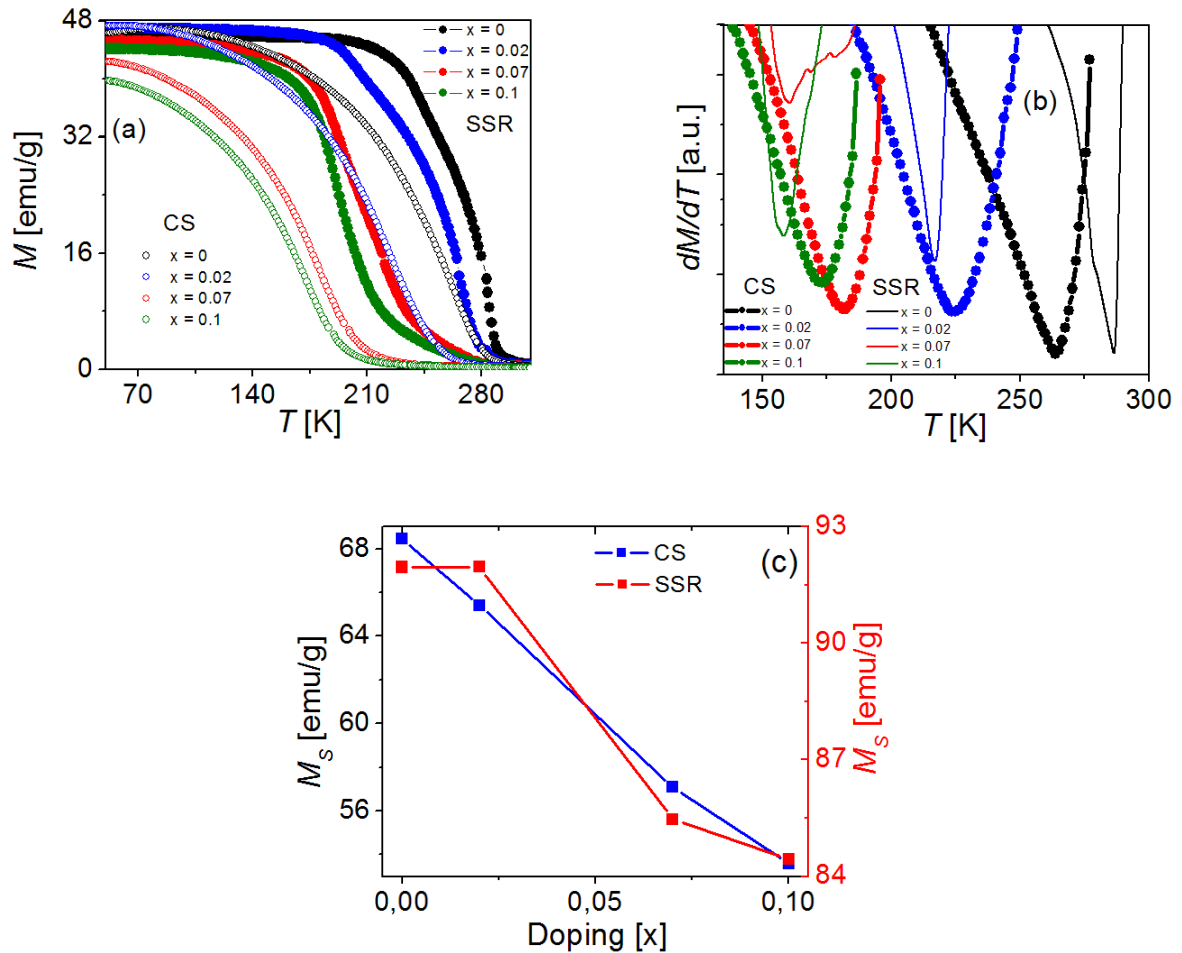 48
32
16
0
M [emu/g]
(a)
x = 0
x = 0.02
x = 0.07
x = 0.1
SSR
CS
x = 0
x = 0.02
x = 0.07
x = 0.1
70 140 210 280
T [K]
dM/dT [a.u.]
(b)
CS SSR
x = 0 x = 0
x = 0.02 x = 0.02
x = 0.07 x = 0.07
x = 0.1 x = 0.1
150 200 250 300
T [K]
68
64
60
56
M_S [emu/g]
CS
SSR
(c)
93
90
87
84
M_S [emu/g]
0,00 0,05 0,10
Doping [x]